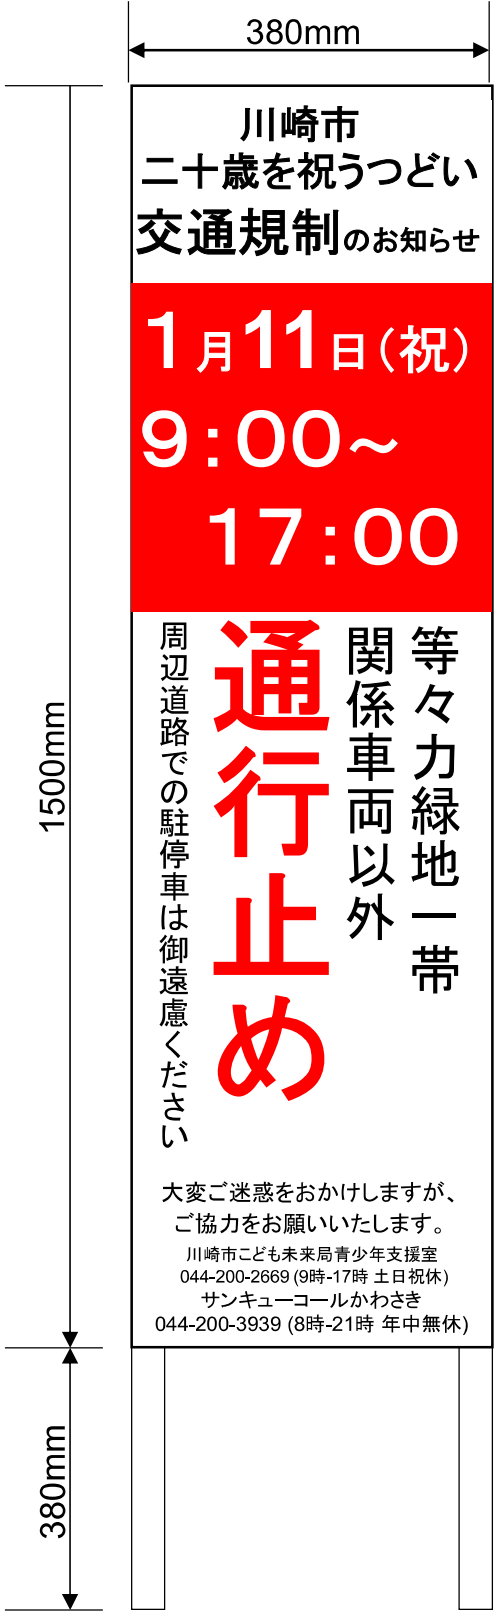 380mm
川崎市
二十歳を祝うつどい
交通規制のお知らせ
1月11日（祝）
9：00～
17：00
等々力緑地一帯
関係車両以外
通行止め
周辺道路での駐停車は御遠慮ください
大変ご迷惑をおかけしますが、
ご協力をお願いいたします。
川崎市こども未来局青少年支援室
044-200-2669 (9時-17時 土日祝休)
サンキューコールかわさき
044-200-3939 (8時-21時 年中無休)
1500mm
380mm